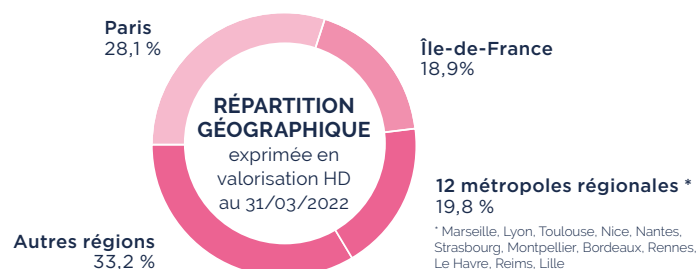 Paris
28,1 %
Île-de-France
18,9%
RÉPARTITION
GÉOGRAPHIQUE
exprimée en
valorisation HD
au 31/03/2022
12 métropoles régionales *
19,8 %
* Marseille, Lyon, Toulouse, Nice, Nantes,
Strasbourg, Montpellier, Bordeaux, Rennes,
Le Havre, Reims, Lille
Autres régions
33,2 %